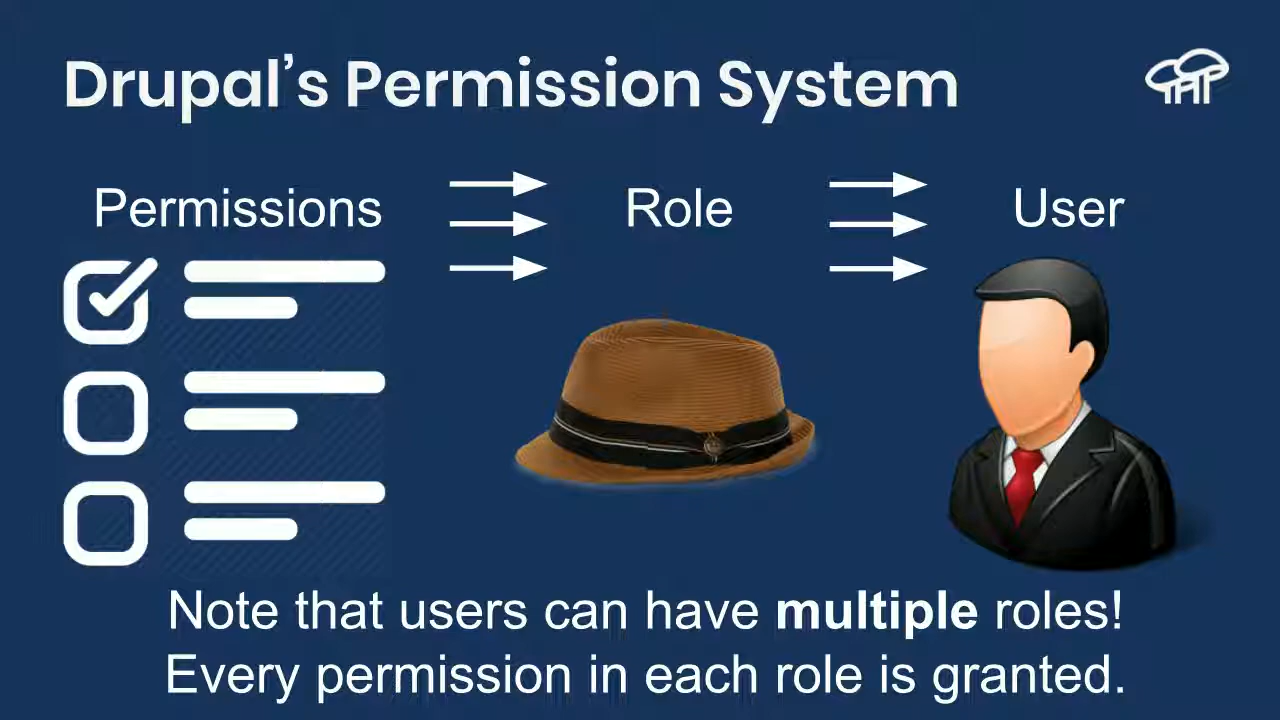 Drupal’s Permission System
Permissions
Role
User
Note that users can have multiple roles!
Every permission in each role is granted.